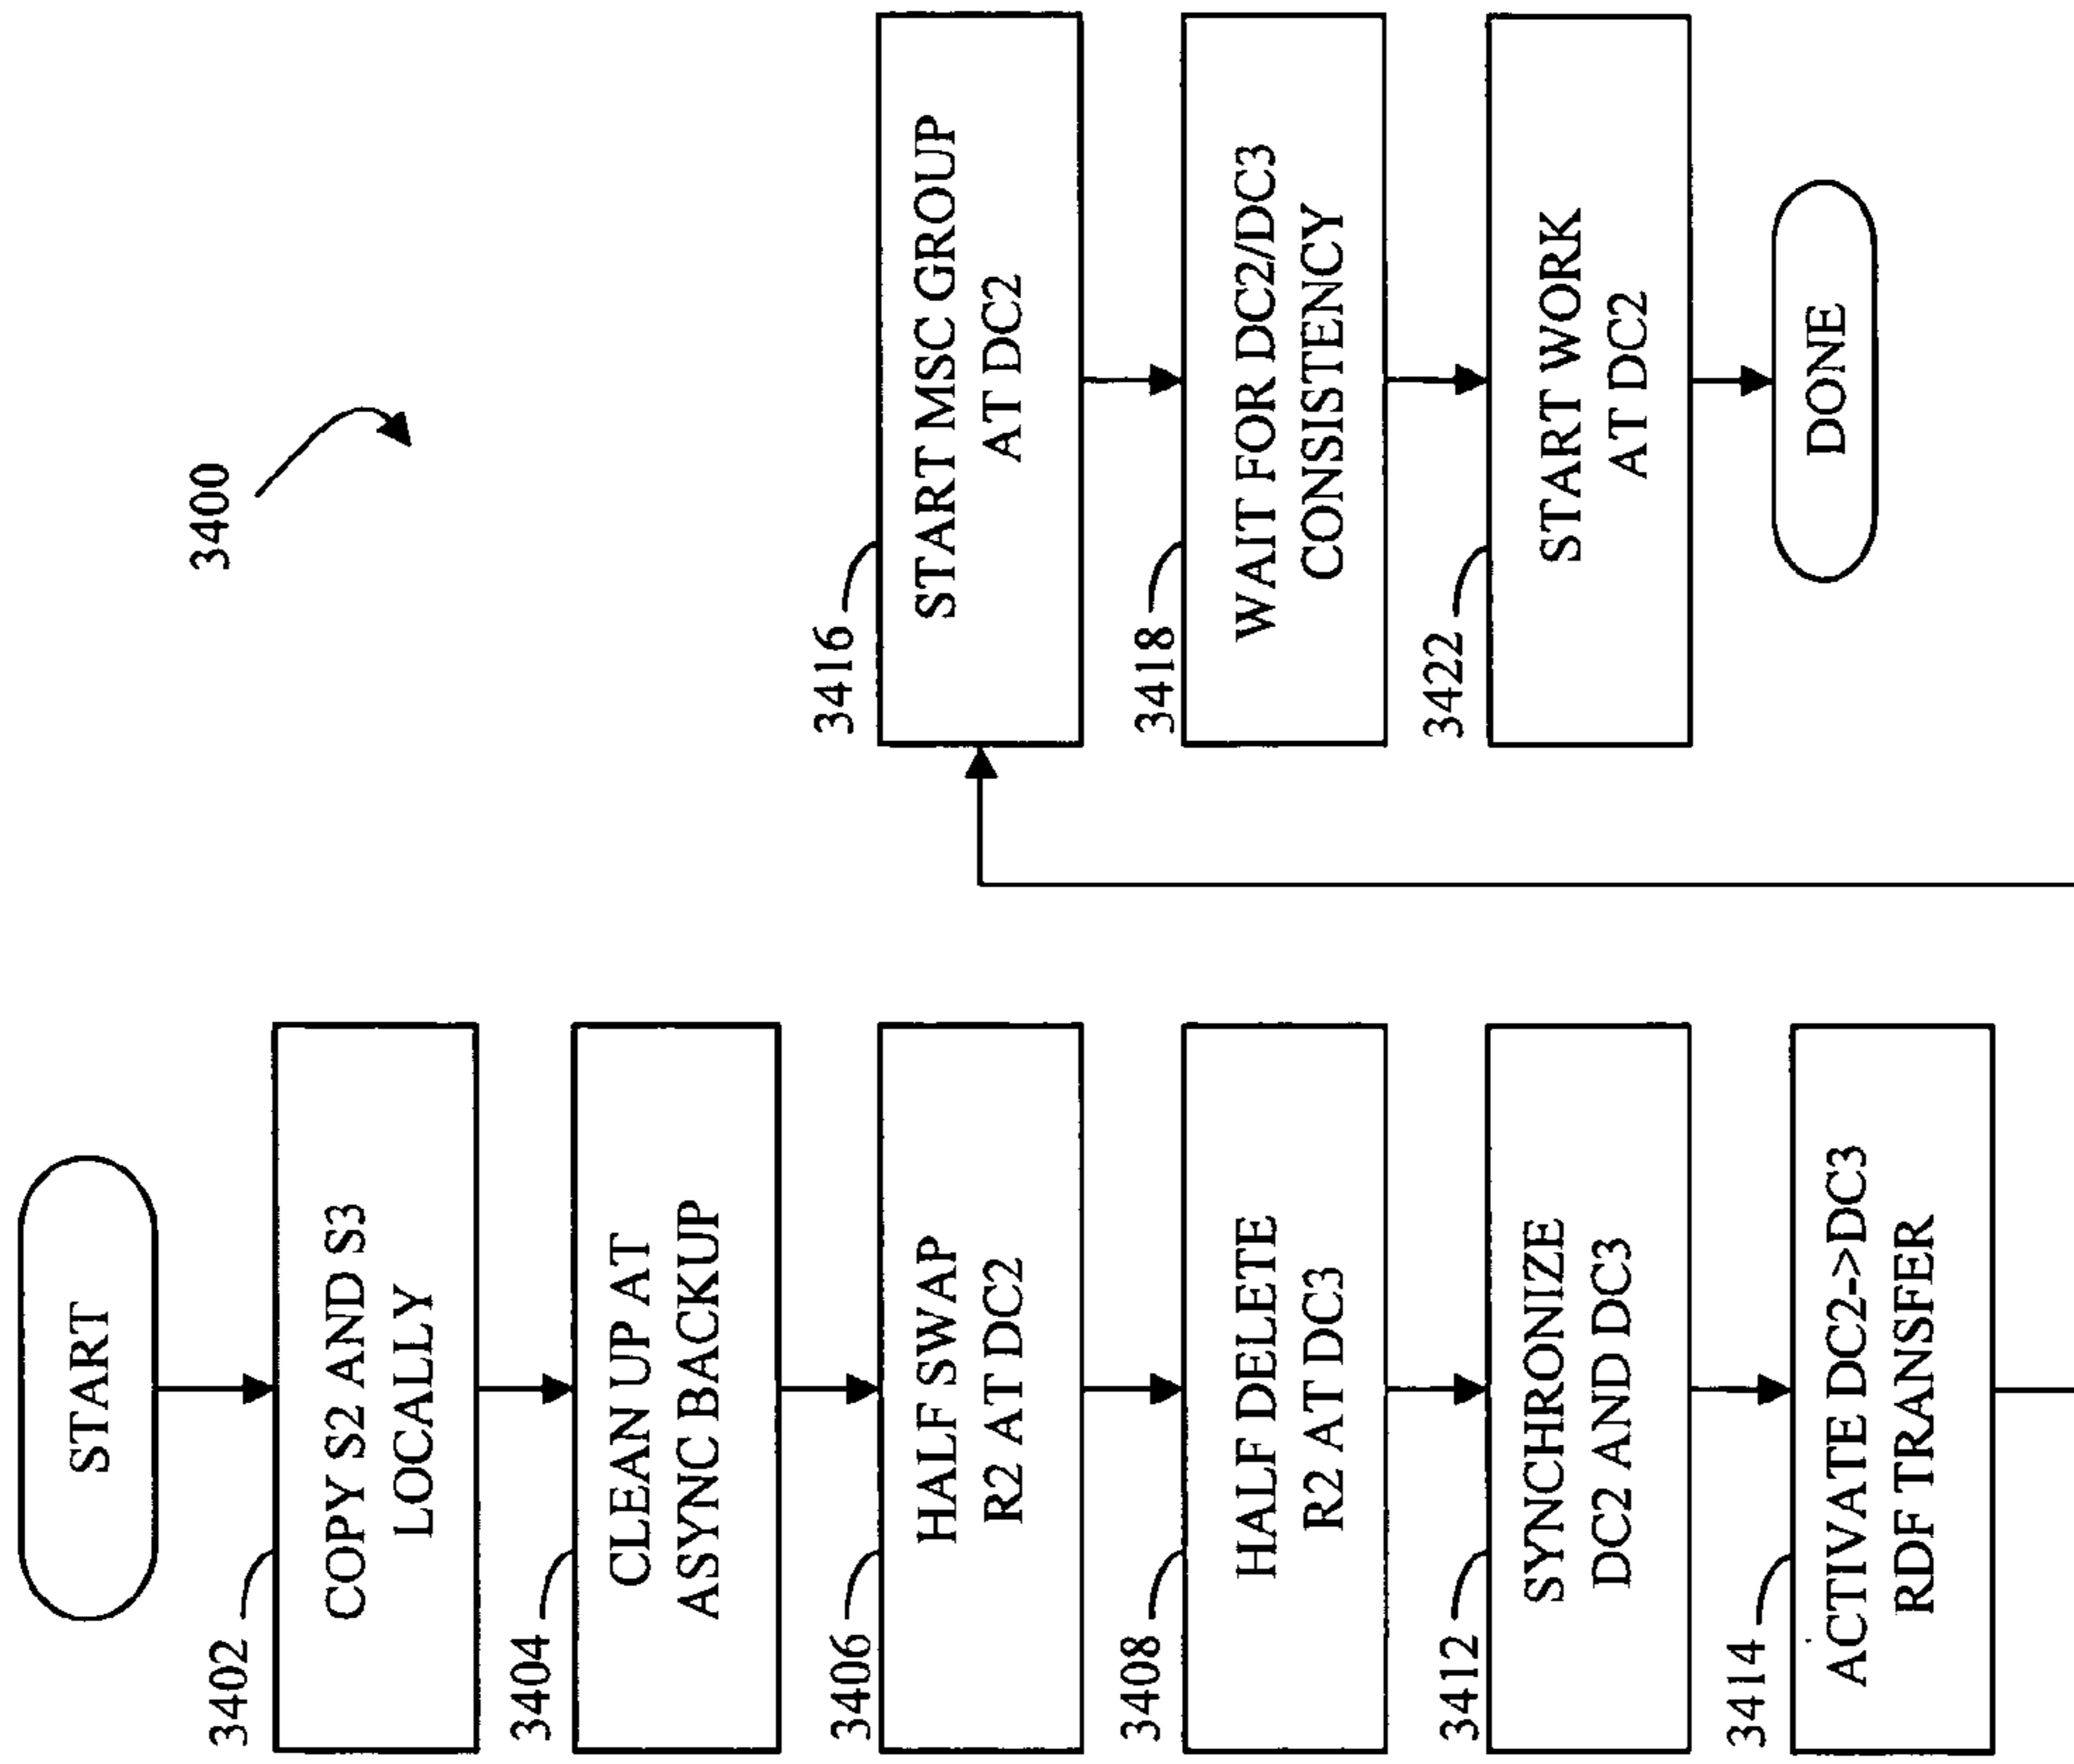 3400
START
3402
COPY S2 AND S3
LOCALLY
3404
CLEAN UP AT
ASYNC BACKUP
3406
HALF SWAP
R2 AT DC2
3408
HALF DELETE
R2 AT DC3
3412
SYNCHRONIZE
DC2 AND DC3
3414
ACTIVATE DC2->DC3
RDF TRANSFER
3416
START MSC GROUP
AT DC2
3418
WAIT FOR DC2/DC3
CONSISTENCY
3422
START WORK
AT DC2
DONE